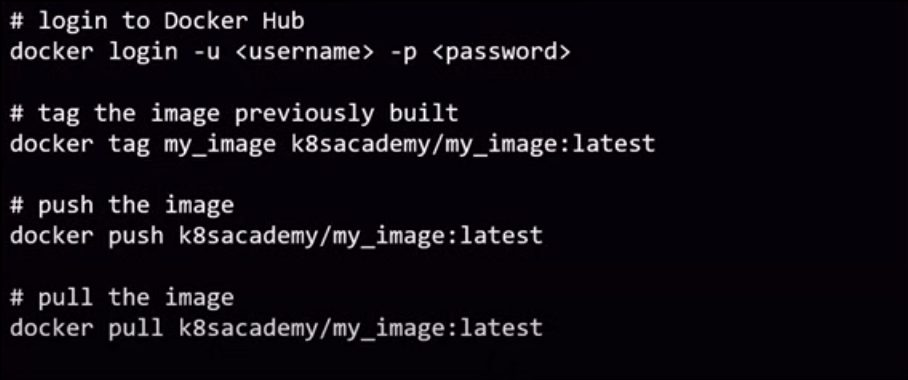 # login to Docker Hub
docker login -u <username> -p <password>
# tag the image previously built
docker tag my_image k8sacademy/my_image:latest
# push the image
docker push k8sacademy/my_image:latest
# pull the image
docker pull k8sacademy/my_image:latest